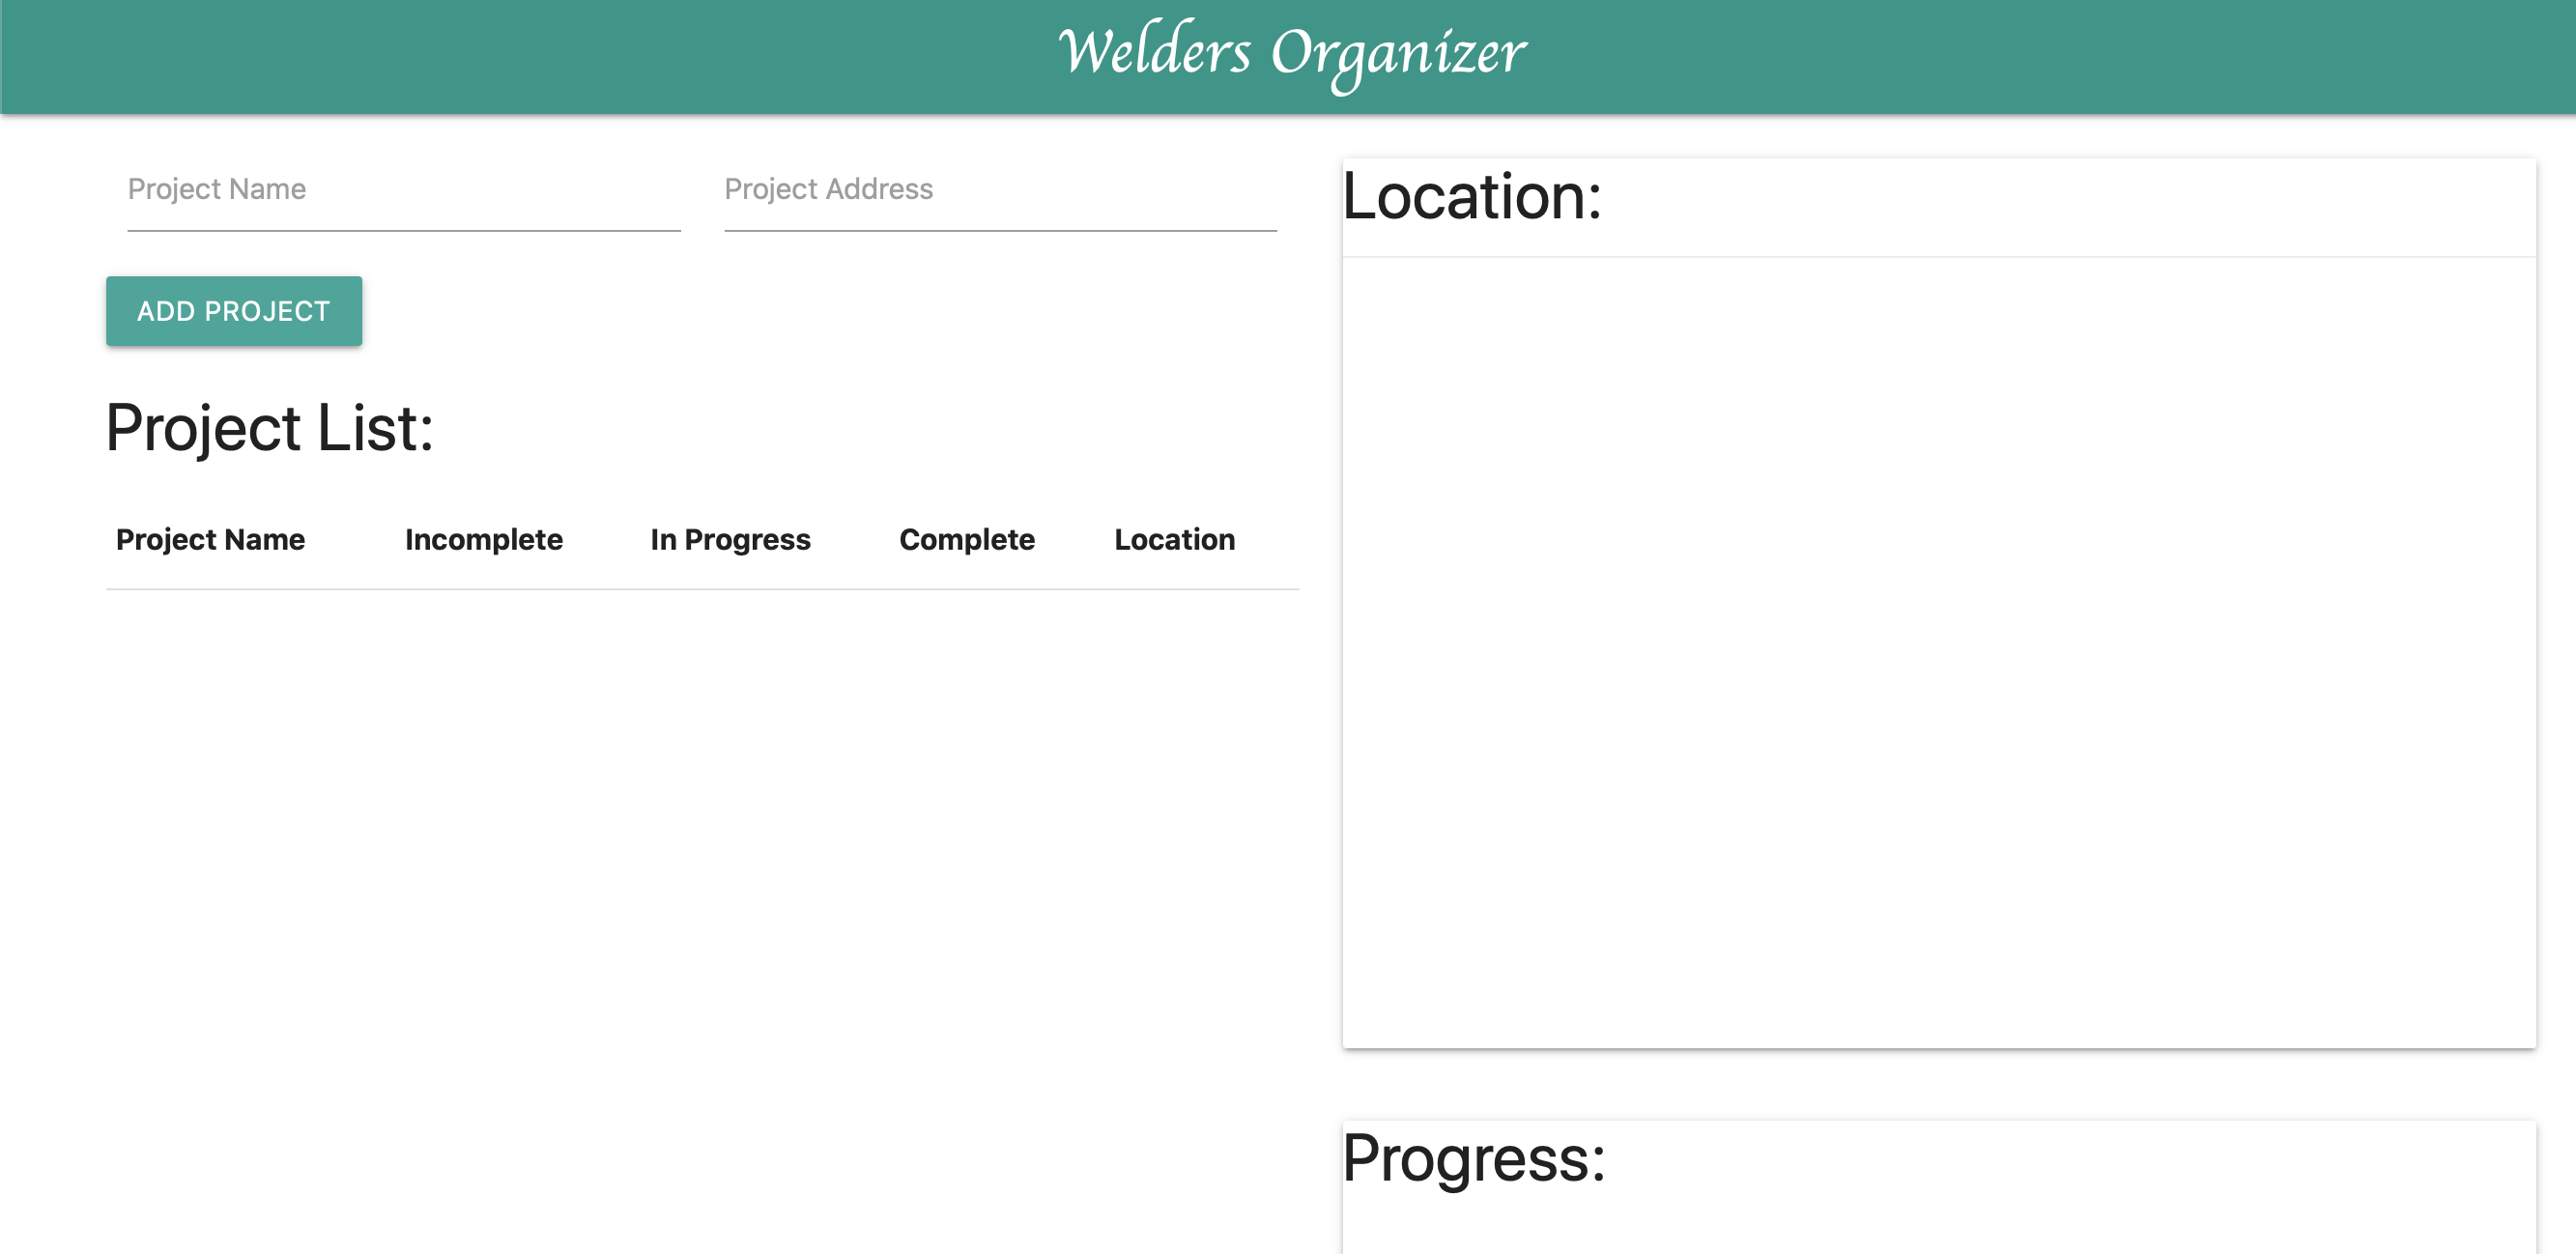 Welders Organizer
Project Name Project Address
ADD PROJECT
Project List:
Project Name Incomplete In Progress Complete Location
Location:
Progress: